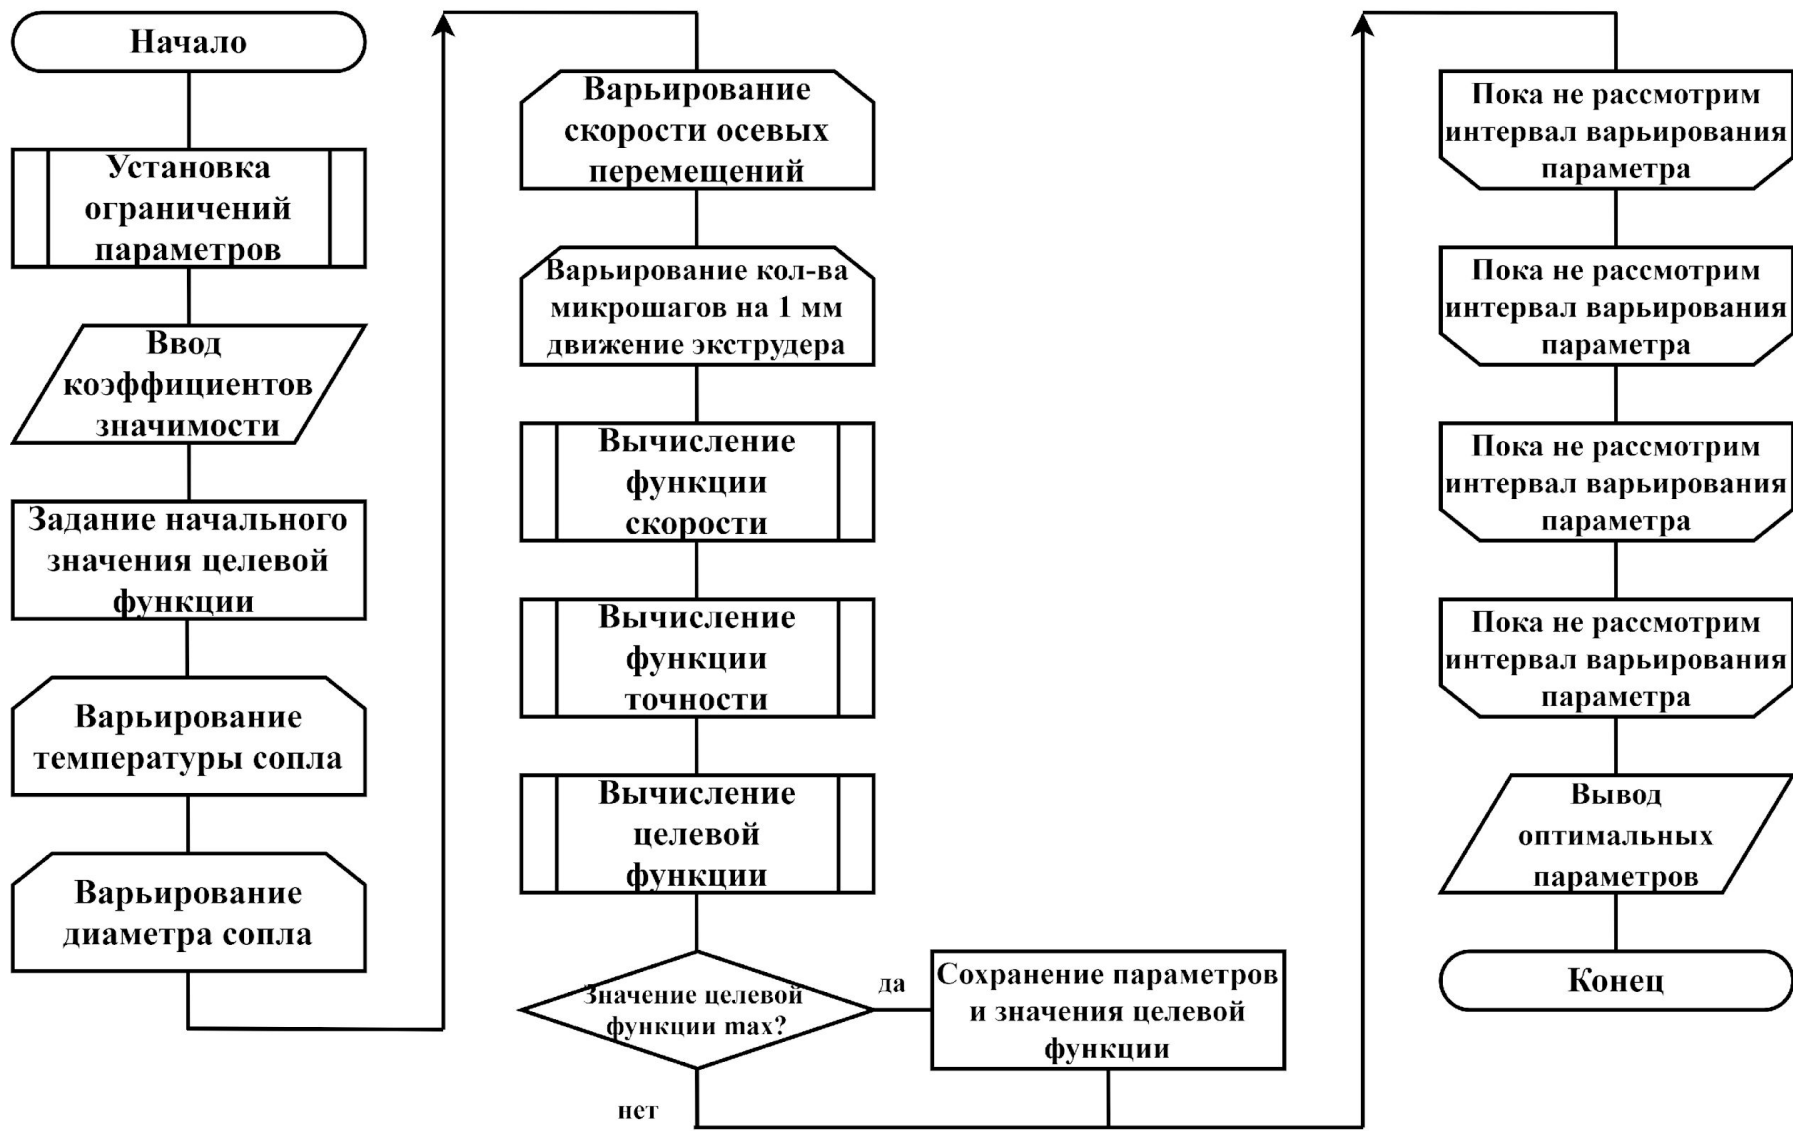 Начало
Установка
ограничений
параметров
Ввод
коэффициентов
значимости
Задание начального
значения целевой
функции
Варьирование
температуры сопла
Варьирование
диаметра сопла
Варьирование
скорости осевых
перемещений
Варьирование кол-ва
микрошагов на 1 мм
движение экструдера
Вычисление
функции
скорости
Вычисление
функции
точности
Вычисление
целевой
функции
Значение целевой
функции max?
да
нет
Сохранение параметров
и значения целевой
функции
Пока не рассмотрим
интервал варьирования
параметра
Пока не рассмотрим
интервал варьирования
параметра
Пока не рассмотрим
интервал варьирования
параметра
Пока не рассмотрим
интервал варьирования
параметра
Вывод
оптимальных
параметров
Конец